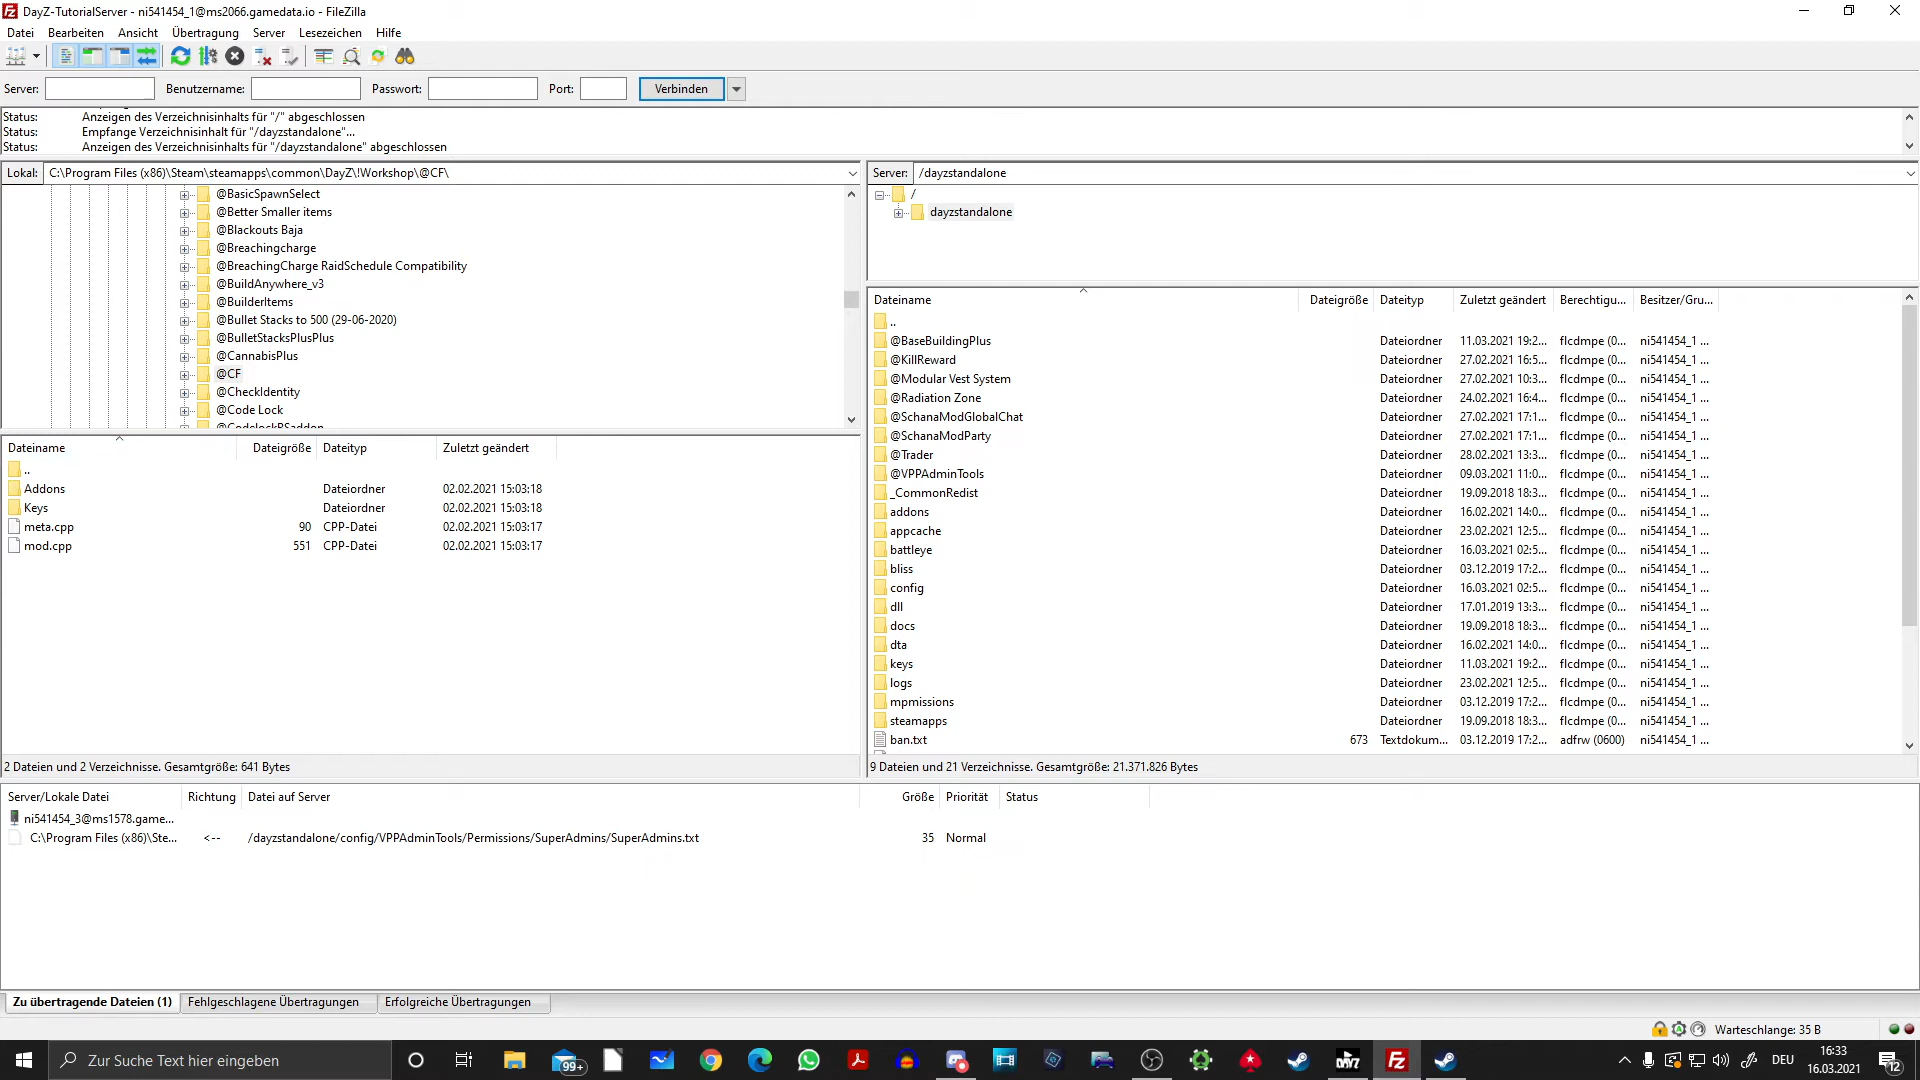 DayZ-TutorialServer - ni541454_1@ms2066.gamedata.io - FileZilla
Datei Bearbeiten Ansicht Übertragung Server Lesezeichen Hilfe
Server: Benutzername: Passwort: Port: Verbinden
Status: Anzeigen des Verzeichnisinhalts für "/" abgeschlossen
Status: Empfange Verzeichnisinhalt für "/dayzstandalone"...
Status: Anzeigen des Verzeichnisinhalts für "/dayzstandalone" abgeschlossen
Lokal: C:\Program Files (x86)\Steam\steamapps\common\DayZ\!Workshop\@CF\
@BasicSpawnSelect
@Better Smaller items
@Blackouts Baja
@Breachingcharge
@BreachingCharge RaidSchedule Compatibility
@BuildAnywhere_v3
@BuilderItems
@Bullet Stacks to 500 (29-06-2020)
@BulletStacksPlusPlus
@CannabisPlus
@CF
@CheckIdentity
@Code Lock
@CodelockRSaddon
Dateiname Dateigröße Dateityp Zuletzt geändert
..
Addons Dateiordner 02.02.2021 15:03:18
Keys Dateiordner 02.02.2021 15:03:18
meta.cpp 90 CPP-Datei 02.02.2021 15:03:17
mod.cpp 551 CPP-Datei 02.02.2021 15:03:17
2 Dateien und 2 Verzeichnisse. Gesamtgröße: 641 Bytes
Server: /dayzstandalone
/
dayzstandalone
Dateiname Dateigröße Dateityp Zuletzt geändert Berechtigu... Besitzer/Gru...
..
@BaseBuildingPlus Dateiordner 11.03.2021 19:2... flcdmpe (0... ni541454_1 ...
@KillReward Dateiordner 27.02.2021 16:5... flcdmpe (0... ni541454_1 ...
@Modular Vest System Dateiordner 27.02.2021 10:3... flcdmpe (0... ni541454_1 ...
@Radiation Zone Dateiordner 24.02.2021 16:4... flcdmpe (0... ni541454_1 ...
@SchanaModGlobalChat Dateiordner 27.02.2021 17:1... flcdmpe (0... ni541454_1 ...
@SchanaModParty Dateiordner 27.02.2021 17:1... flcdmpe (0... ni541454_1 ...
@Trader Dateiordner 28.02.2021 13:3... flcdmpe (0... ni541454_1 ...
@VPPAdminTools Dateiordner 09.03.2021 11:0... flcdmpe (0... ni541454_1 ...
_CommonRedist Dateiordner 19.09.2018 18:3... flcdmpe (0... ni541454_1 ...
addons Dateiordner 16.02.2021 14:0... flcdmpe (0... ni541454_1 ...
appcache Dateiordner 23.02.2021 12:5... flcdmpe (0... ni541454_1 ...
battleye Dateiordner 16.03.2021 02:5... flcdmpe (0... ni541454_1 ...
bliss Dateiordner 03.12.2019 17:2... flcdmpe (0... ni541454_1 ...
config Dateiordner 16.03.2021 02:5... flcdmpe (0... ni541454_1 ...
dll Dateiordner 17.01.2019 13:3... flcdmpe (0... ni541454_1 ...
docs Dateiordner 19.09.2018 18:3... flcdmpe (0... ni541454_1 ...
dta Dateiordner 16.02.2021 14:0... flcdmpe (0... ni541454_1 ...
keys Dateiordner 11.03.2021 19:2... flcdmpe (0... ni541454_1 ...
logs Dateiordner 23.02.2021 12:5... flcdmpe (0... ni541454_1 ...
mpmissions Dateiordner 03.12.2019 17:2... flcdmpe (0... ni541454_1 ...
steamapps Dateiordner 19.09.2018 18:3... flcdmpe (0... ni541454_1 ...
ban.txt 673 Textdokum... 03.12.2019 17:2... adfrw (0600) ni541454_1 ...
9 Dateien und 21 Verzeichnisse. Gesamtgröße: 21.371.826 Bytes
Server/Lokale Datei Richtung Datei auf Server Größe Priorität Status
ni541454_3@ms1578.game...
C:\Program Files (x86)\Ste... <-- /dayzstandalone/config/VPPAdminTools/Permissions/SuperAdmins/SuperAdmins.txt 35 Normal
Zu übertragende Dateien (1) Fehlgeschlagene Übertragungen Erfolgreiche Übertragungen
Warteschlange: 35 B
Zur Suche Text hier eingeben
99+
DAYZ
DEU
16:33
16.03.2021
12